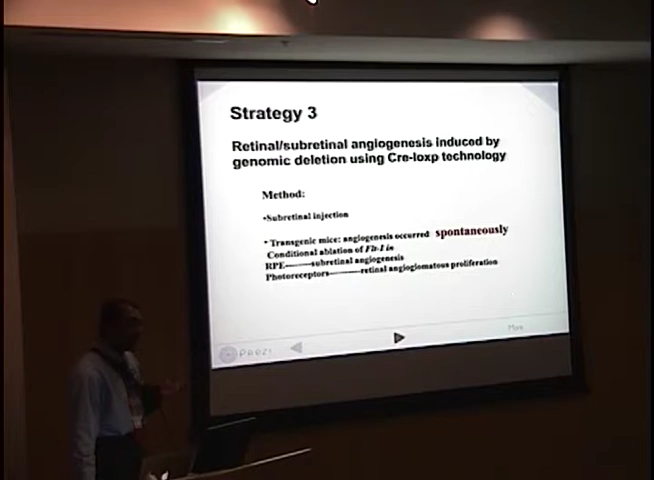 Strategy 3
Retinal/subretinal angiogenesis induced by
genomic deletion using Cre-loxp technology
Method:
•Subretinal injection
• Transgenic mice: angiogenesis occurred spontaneously
Conditional ablation of Flt-1 in
RPE----------subretinal angiogenesis
Photoreceptors------------retinal angiogiomatous proliferation
More
PREZI